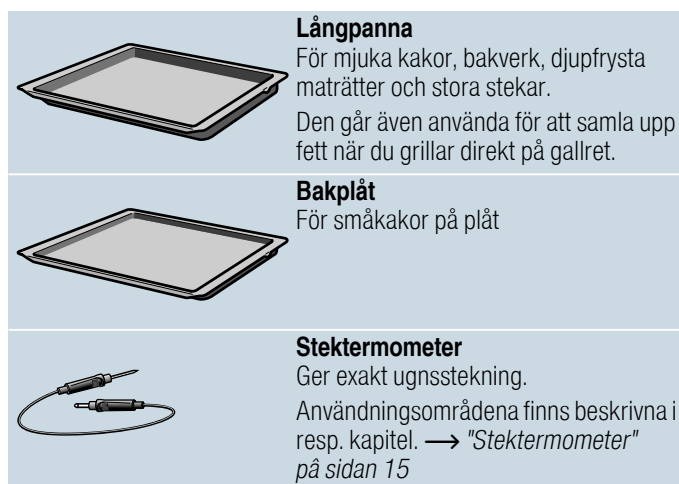 Långpanna
För mjuka kakor, bakverk, djupfrysta
maträtter och stora stekar.
Den går även använda för att samla upp
fett när du grillar direkt på gallret.
Bakplåt
För småkakor på plåt
Stektermometer
Ger exakt ugnsstekning.
Användningsområdena finns beskrivna i
resp. kapitel. ⟶ "Stektermometer"
på sidan 15